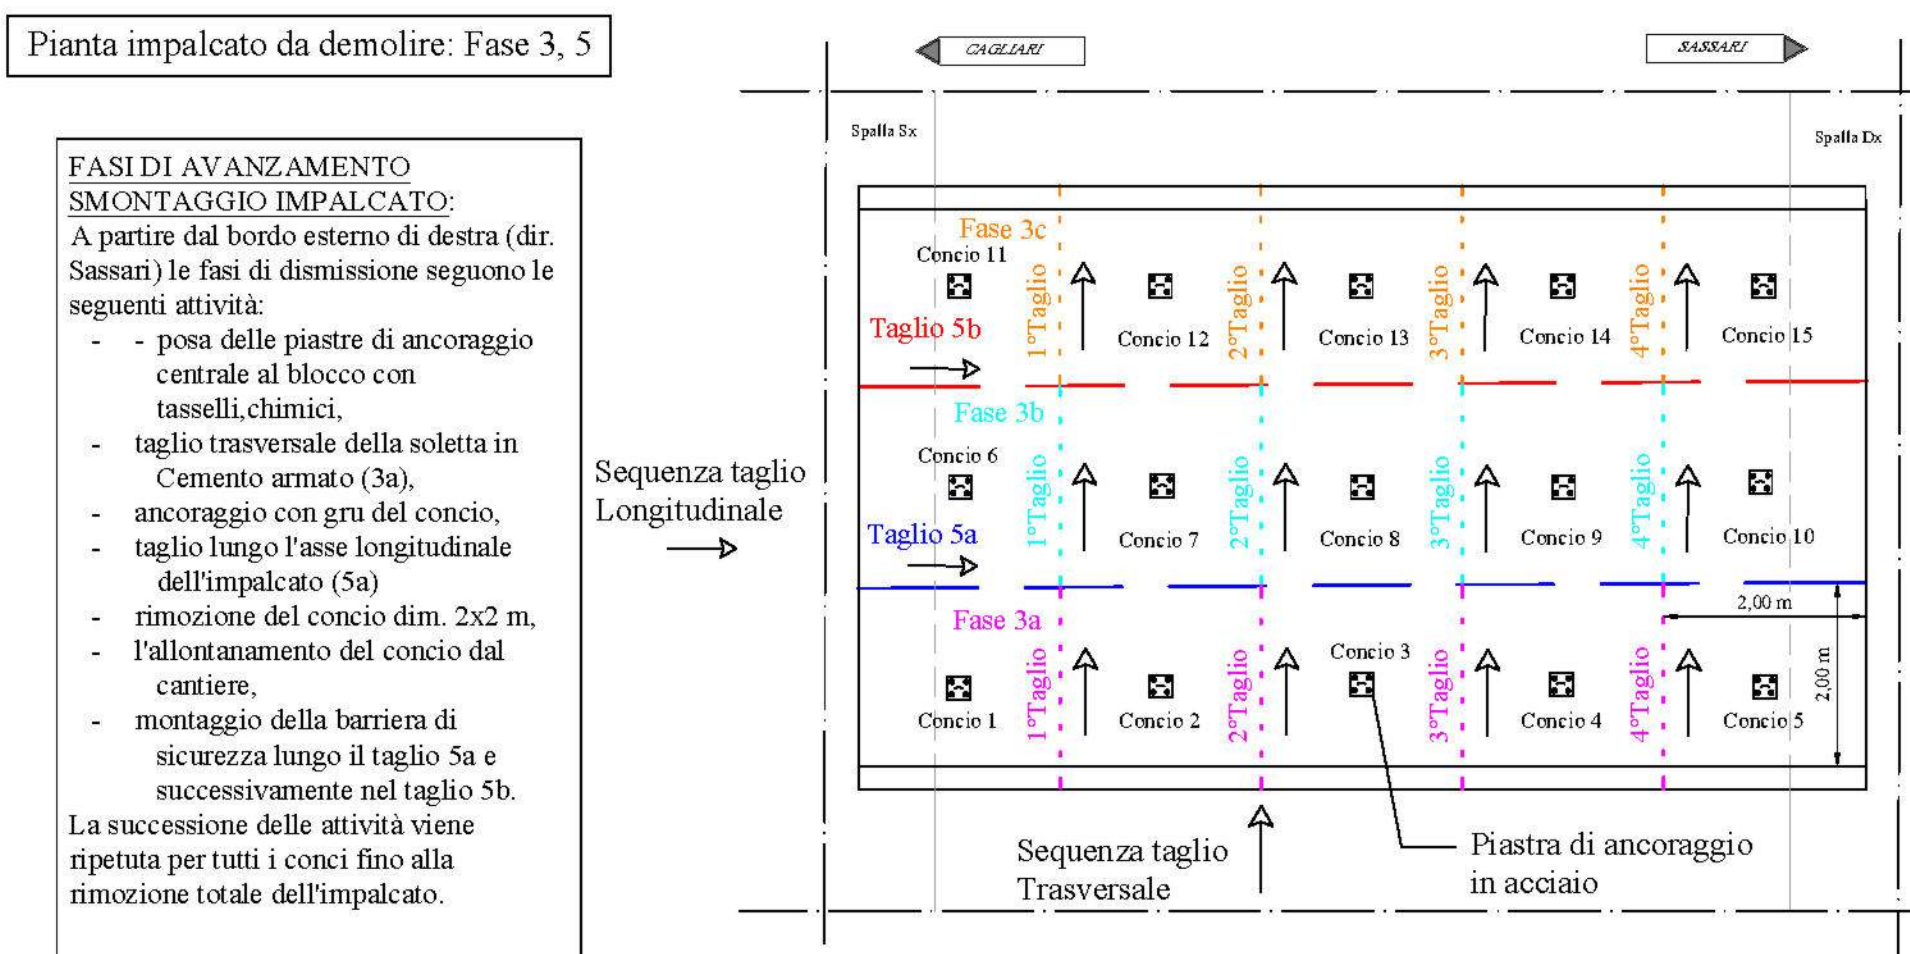 Pianta impalcato da demolire: Fase 3, 5
FASI DI AVANZAMENTO
SMONTAGGIO IMPALCATO:
A partire dal bordo esterno di destra (dir.
Sassari) le fasi di dismissione seguono le
seguenti attività:
- - posa delle piastre di ancoraggio
centrale al blocco con
tasselli,chimici,
- taglio trasversale della soletta in
Cemento armato (3a),
- ancoraggio con gru del concio,
- taglio lungo l'asse longitudinale
dell'impalcato (5a)
- rimozione del concio dim. 2x2 m,
- l'allontanamento del concio dal
cantiere,
- montaggio della barriera di
sicurezza lungo il taglio 5a e
successivamente nel taglio 5b.
La successione delle attività viene
ripetuta per tutti i conci fino alla
rimozione totale dell'impalcato.
Sequenza taglio
Longitudinale
CAGLIARI
SASSARI
Spalla Sx
Spalla Dx
Fase 3c
Concio 11
1°Taglio
2°Taglio
3°Taglio
4°Taglio
Taglio 5b
Concio 12
Concio 13
Concio 14
Concio 15
Fase 3b
Concio 6
1°Taglio
2°Taglio
3°Taglio
4°Taglio
Taglio 5a
Concio 7
Concio 8
Concio 9
Concio 10
Fase 3a
2,00 m
2,00 m
1°Taglio
2°Taglio
3°Taglio
4°Taglio
Concio 3
Concio 1
Concio 2
Concio 4
Concio 5
Sequenza taglio
Trasversale
Piastra di ancoraggio
in acciaio